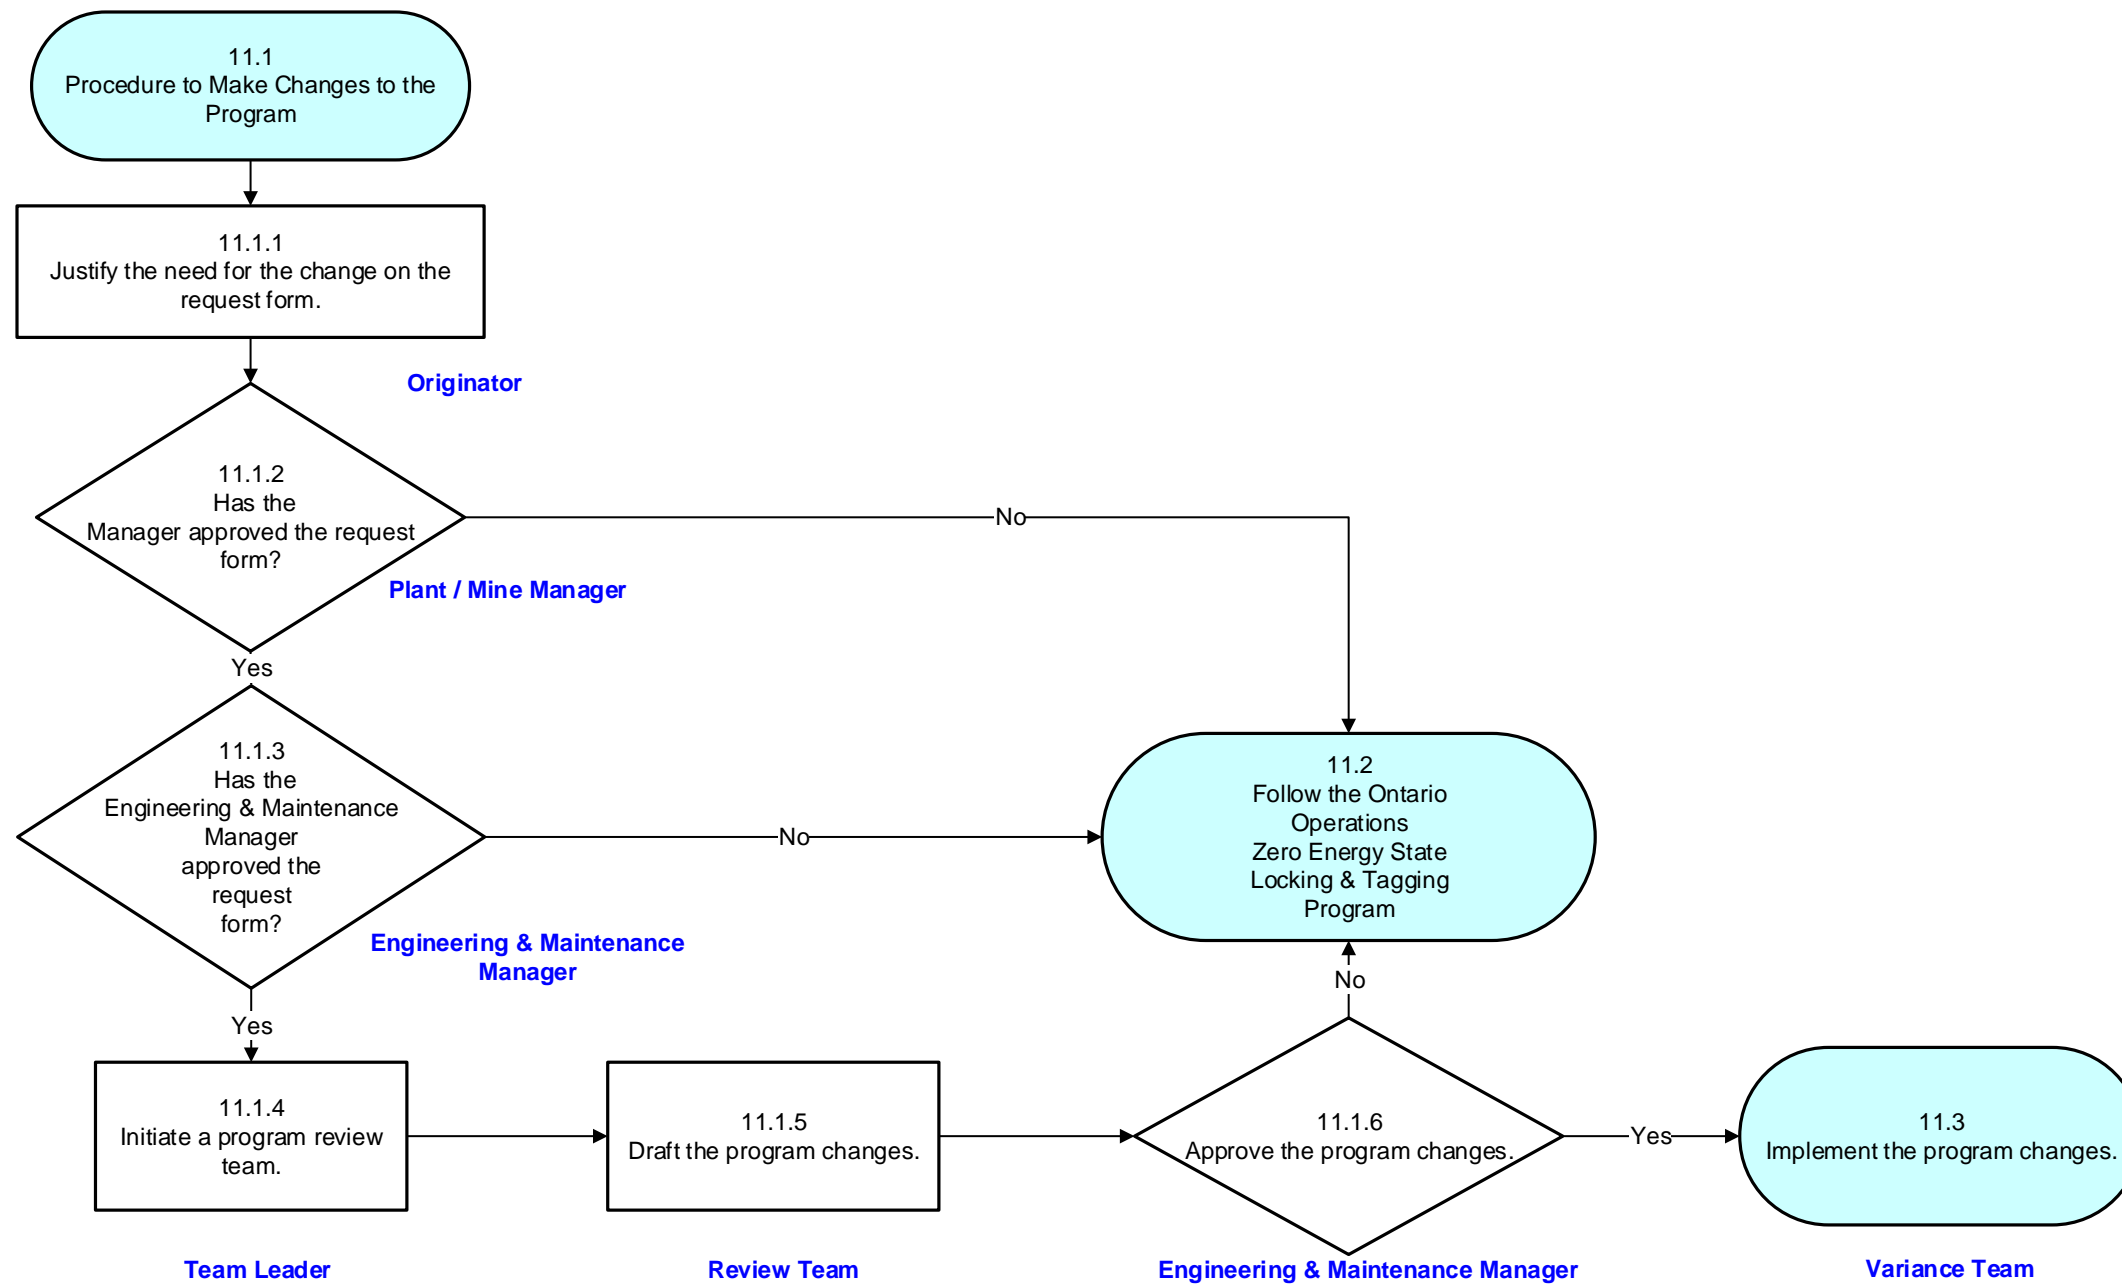 11.1
Procedure to Make Changes to the
Program
11.1.1
Justify the need for the change on the
request form.
Originator
11.1.2
Has the
Manager approved the request
form?
No
Plant / Mine Manager
Yes
11.1.3
Has the
Engineering & Maintenance
Manager
approved the
request
form?
No
11.2
Follow the Ontario
Operations
Zero Energy State
Locking & Tagging
Program
Engineering & Maintenance
Manager
No
Yes
11.1.4
Initiate a program review
team.
11.1.5
Draft the program changes.
11.1.6
Approve the program changes.
Yes
11.3
Implement the program changes.
Team Leader
Review Team
Engineering & Maintenance Manager
Variance Team